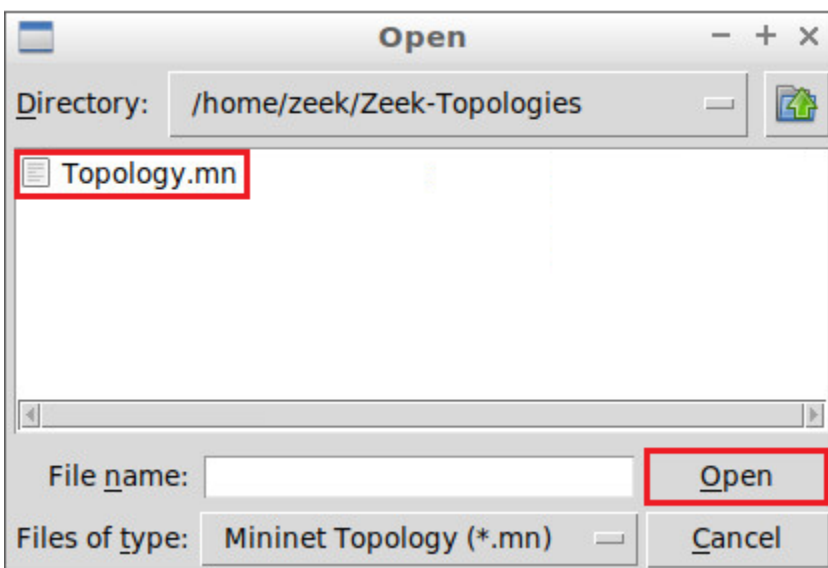 Open
Directory: /home/zeek/Zeek-Topologies
Topology.mn
File name: Open
Files of type: Mininet Topology (*.mn) Cancel